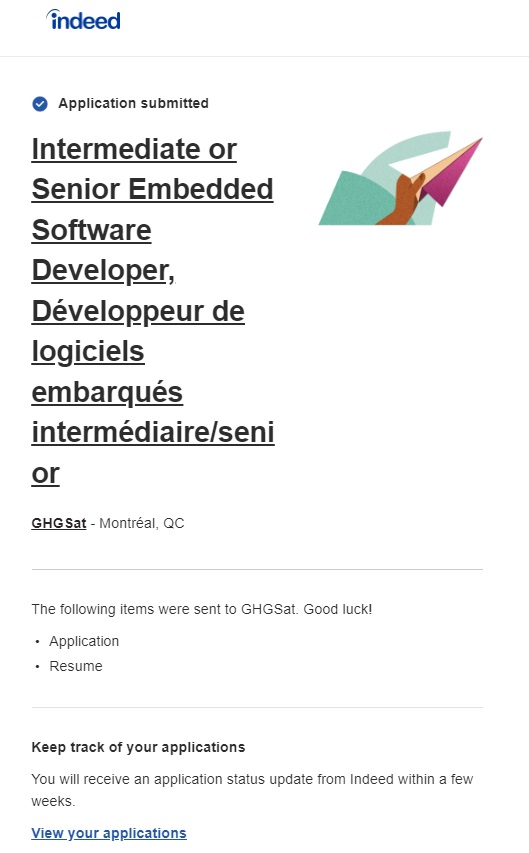 indeed
Application submitted
Intermediate or
Senior Embedded
Software
Developer,
Développeur de
logiciels
embarqués
intermédiaire/seni
or
GHGSat - Montréal, QC
The following items were sent to GHGSat. Good luck!
• Application
• Resume
Keep track of your applications
You will receive an application status update from Indeed within a few
weeks.
View your applications